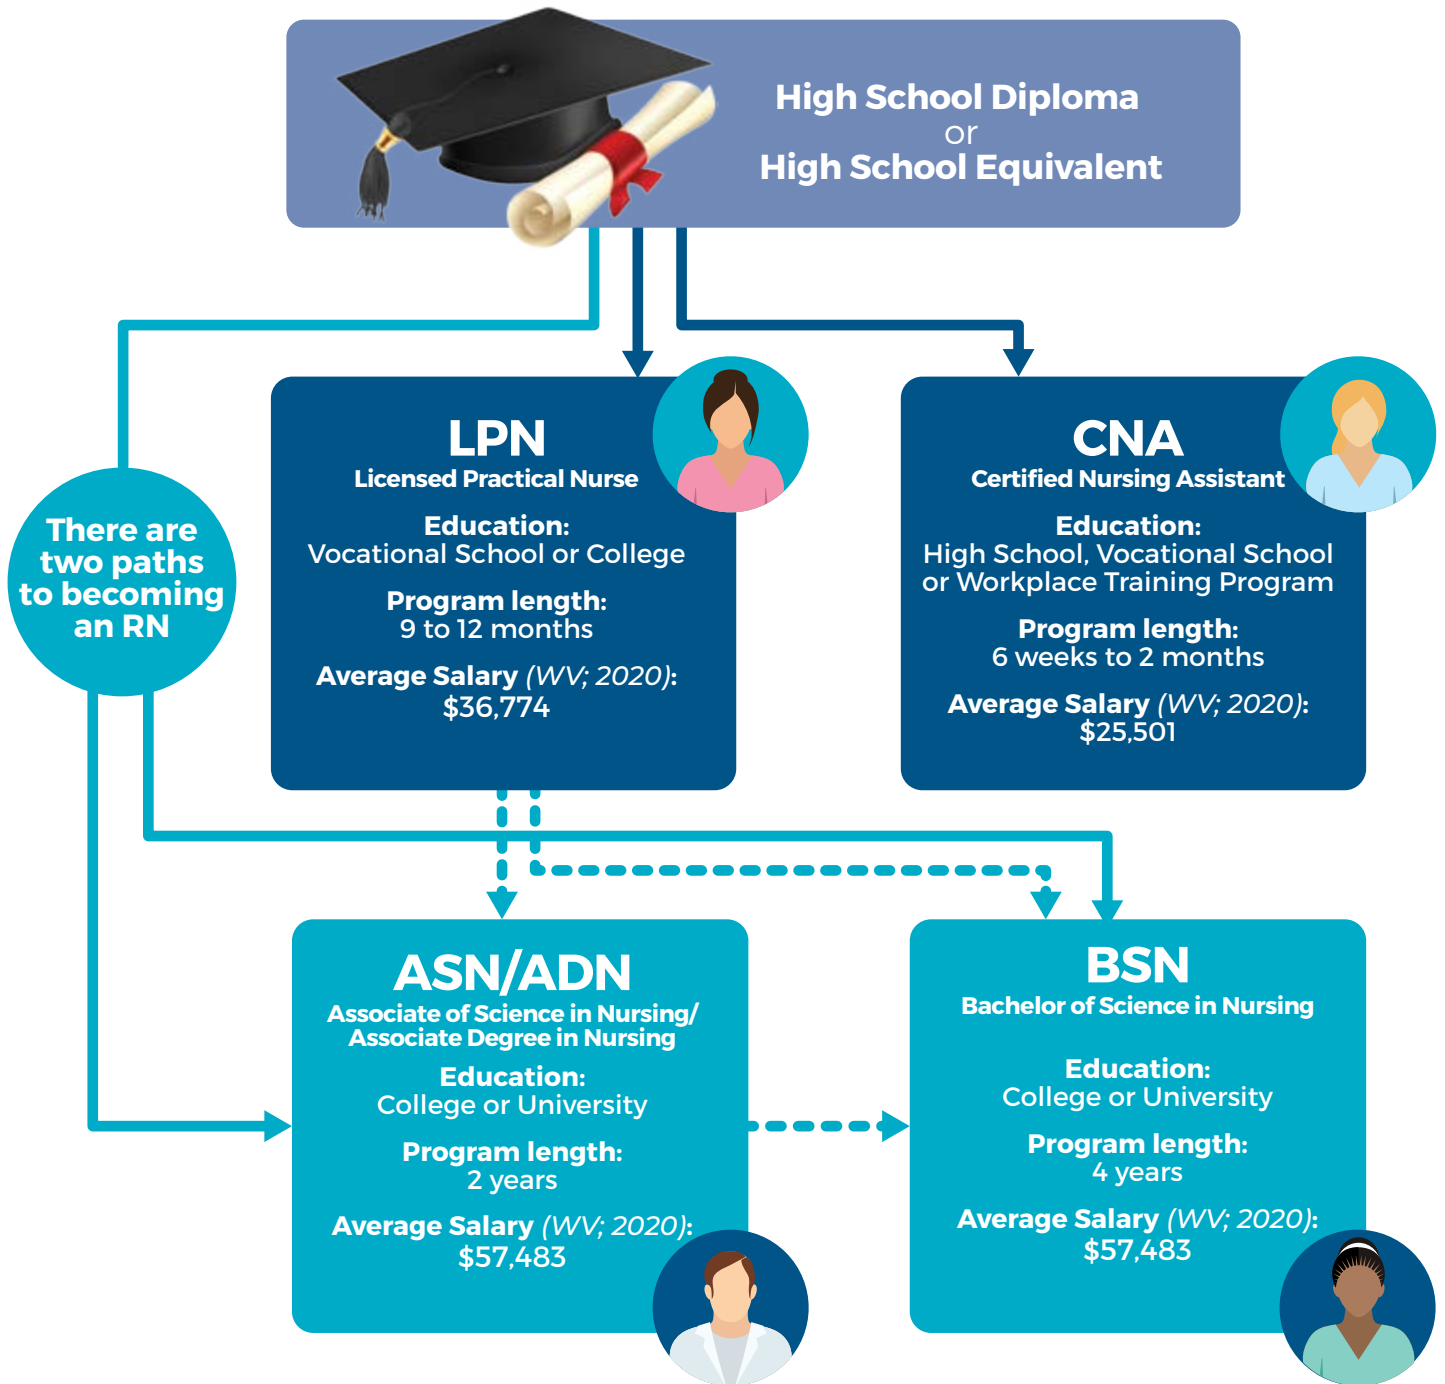 High School Diploma
or
High School Equivalent
There are
two paths
to becoming
an RN
LPN
Licensed Practical Nurse
Education:
Vocational School or College
Program length:
9 to 12 months
Average Salary (WV; 2020):
$36,774
CNA
Certified Nursing Assistant
Education:
High School, Vocational School
or Workplace Training Program
Program length:
6 weeks to 2 months
Average Salary (WV; 2020):
$25,501
ASN/ADN
Associate of Science in Nursing/
Associate Degree in Nursing
Education:
College or University
Program length:
2 years
Average Salary (WV; 2020):
$57,483
BSN
Bachelor of Science in Nursing
Education:
College or University
Program length:
4 years
Average Salary (WV; 2020):
$57,483